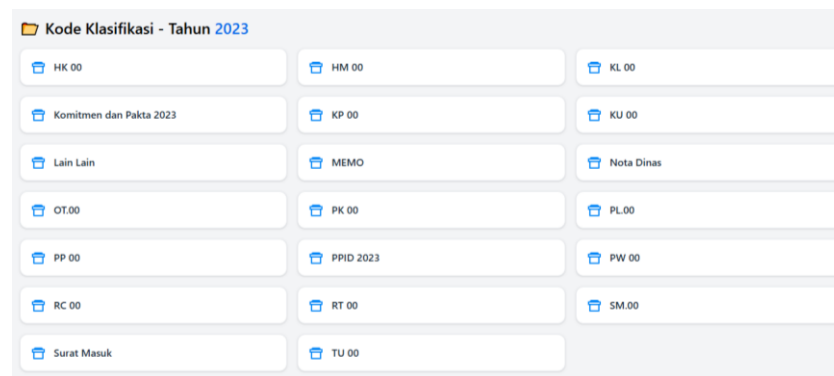 Kode Klasifikasi - Tahun 2023
HK 00
HM 00
KL 00
Komitmen dan Pakta 2023
KP 00
KU 00
Lain Lain
MEMO
Nota Dinas
OT.00
PK 00
PL.00
PP 00
PPID 2023
PW 00
RC 00
RT 00
SM.00
Surat Masuk
TU 00